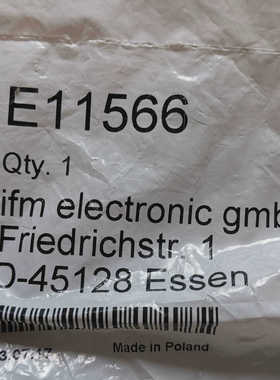 E11566
Qty. 1
ifm electronic gmb
Friedrichstr. 1
D-45128 Essen
Made in Poland